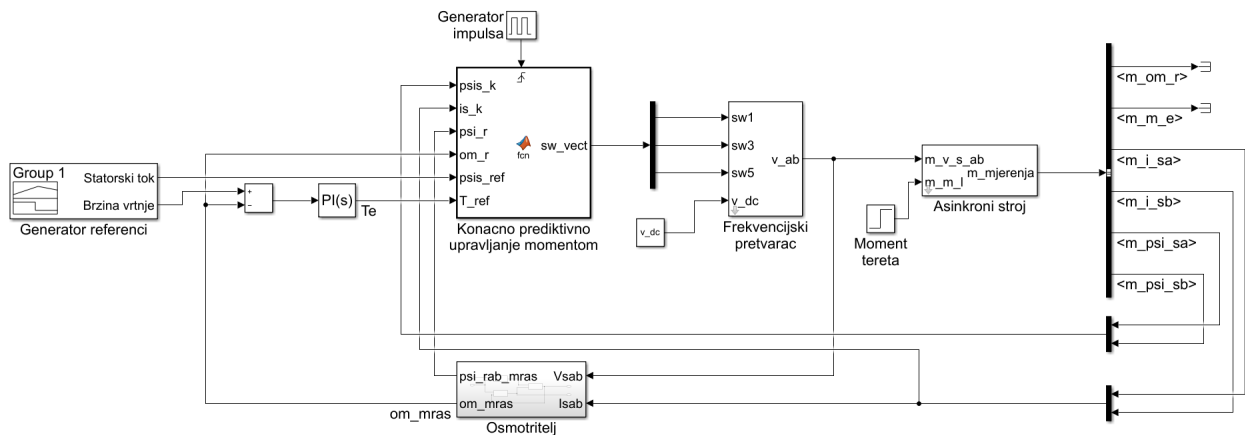 Generator
impulsa
psis_k
is_k
psi_r
om_r
psis_ref
T_ref
fcn
sw_vect
Konacno prediktivno
upravljanje momentom
Group 1
Statorski tok
Brzina vrtnje
Generator referenci
+
−
PI(s)
Te
sw1
sw3
sw5
v_dc
v_ab
Frekvencijski
pretvarac
v_dc
m_v_s_ab
m_m_l
m_mjerenja
Asinkroni stroj
Moment
tereta
<m_om_r>
<m_m_e>
<m_i_sa>
<m_i_sb>
<m_psi_sa>
<m_psi_sb>
psi_rab_mras
Vsab
om_mras
Isab
om_mras
Osmotritelj